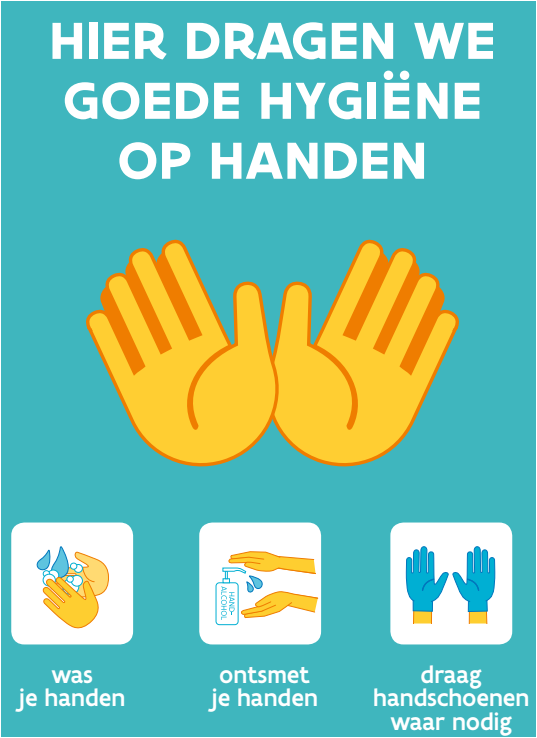 HIER DRAGEN WE
GOEDE HYGIËNE
OP HANDEN
HAND-
ALCOHOL
was
je handen
ontsmet
je handen
draag
handschoenen
waar nodig